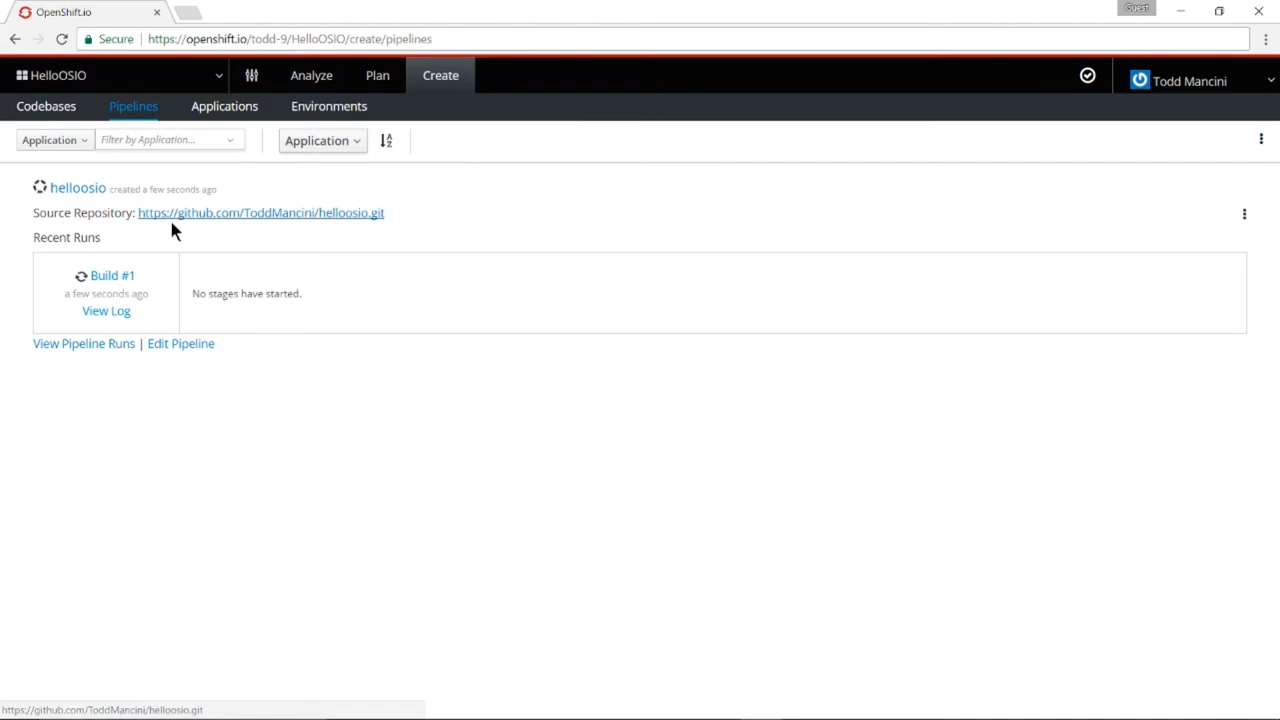 OpenShift.io
Guest
Secure https://openshift.io/todd-9/HelloOSIO/create/pipelines
HelloOSIO Analyze Plan Create Todd Mancini
Codebases Pipelines Applications Environments
Application Filter by Application... Application
helloosio created a few seconds ago
Source Repository: https://github.com/ToddMancini/helloosio.git
Recent Runs
Build #1
a few seconds ago
View Log
No stages have started.
View Pipeline Runs | Edit Pipeline
https://github.com/ToddMancini/helloosio.git